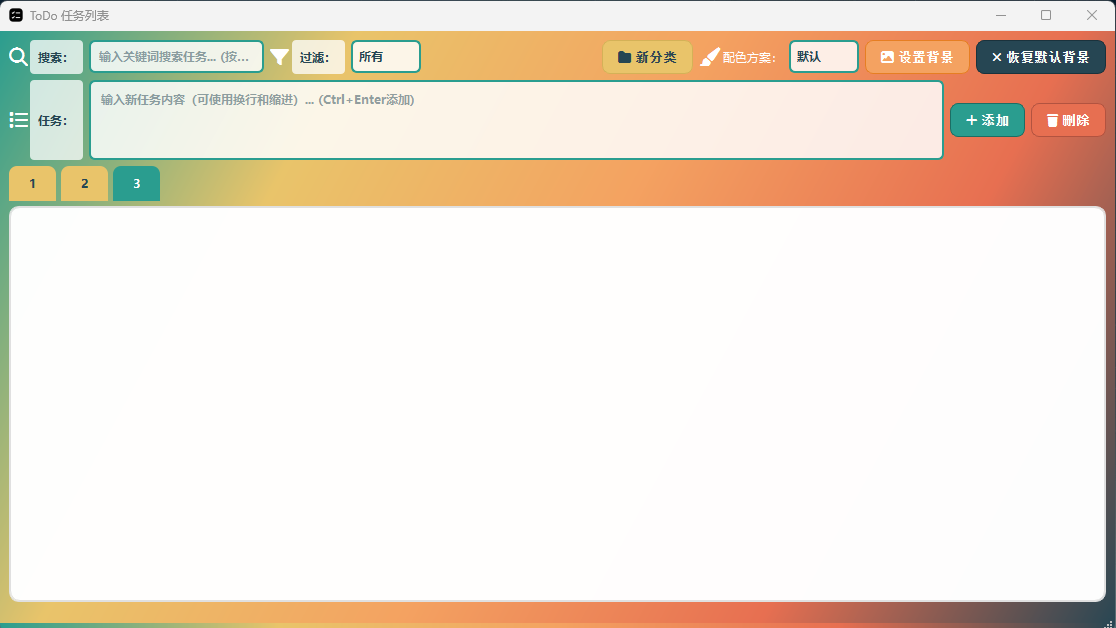 ToDo 任务列表
搜索： 输入关键词搜索任务... (按... 过滤： 所有 新分类 配色方案： 默认 设置背景 恢复默认背景
任务： 输入新任务内容（可使用换行和缩进）... (Ctrl+Enter添加) 添加 删除
1 2 3